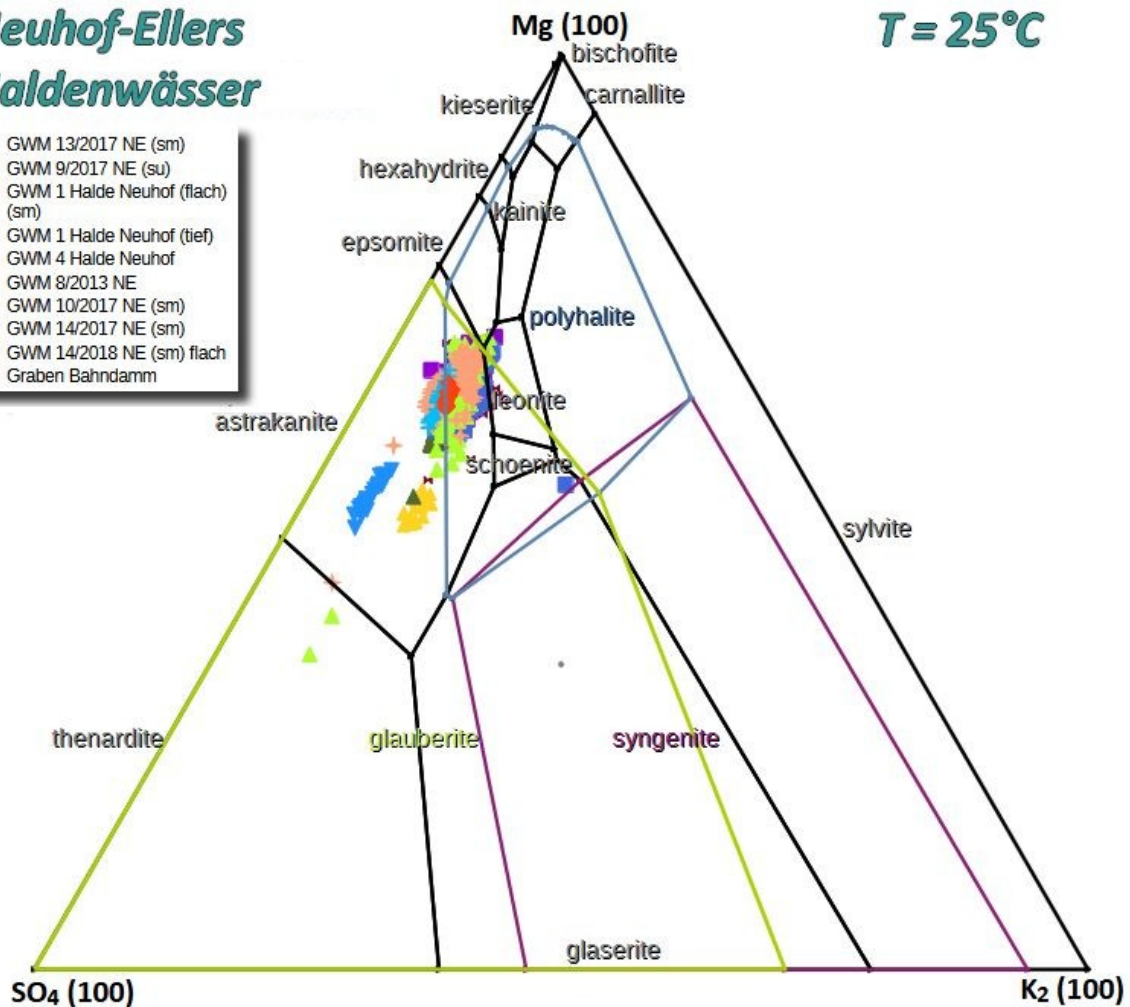 Neuhof-Ellers
Haldenwässer
T = 25°C
Mg (100)
bischofite
carnallite
kieserite
hexahydrite
kainite
epsomite
polyhalite
GWM 13/2017 NE (sm)
GWM 9/2017 NE (su)
GWM 1 Halde Neuhof (flach)
(sm)
GWM 1 Halde Neuhof (tief)
GWM 4 Halde Neuhof
GWM 8/2013 NE
GWM 10/2017 NE (sm)
GWM 14/2017 NE (sm)
GWM 14/2018 NE (sm) flach
Graben Bahndamm
astrakanite
leonite
schoenite
sylvite
thenardite
glauberite
syngenite
glaserite
SO₄ (100)
K₂ (100)